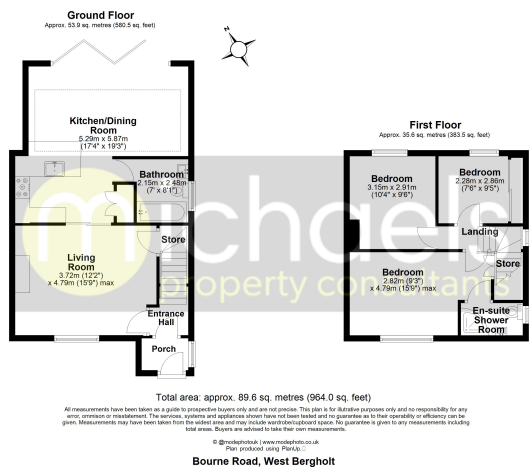 Ground Floor
Approx. 53.9 sq. metres (580.5 sq. feet)
N
Kitchen/Dining
Room
5.29m x 5.87m
(17'4" x 19'3")
Bathroom
2.15m x 2.48m
(7' x 8'1")
Store
Living
Room
3.72m (12'2")
x 4.79m (15'9") max
Entrance
Hall
Porch
First Floor
Approx. 35.6 sq. metres (383.5 sq. feet)
Bedroom
3.15m x 2.91m
(10'4" x 9'6")
Bedroom
2.28m x 2.86m
(7'6" x 9'5")
Landing
Store
Bedroom
2.82m (9'3")
x 4.79m (15'9") max
En-suite
Shower
Room
michaels
property consultants
Total area: approx. 89.6 sq. metres (964.0 sq. feet)
All measurements have been taken as a guide to prospective buyers only and are not precise. This plan is for illutrative purposes only and no responsibility for any
error, ommision or misstatement. The services, systems and appliances shown have not been tested and no guarantee as to their operability or efficiency can be
given. Measurements may have been taken from the widest area and may include wardrobe/cupboard space. No guarantee is given to any measurements including
total areas. Buyers are advised to take their own measurements.
© @modephotouk | www.modephoto.co.uk
Plan produced using PlanUp.
Bourne Road, West Bergholt